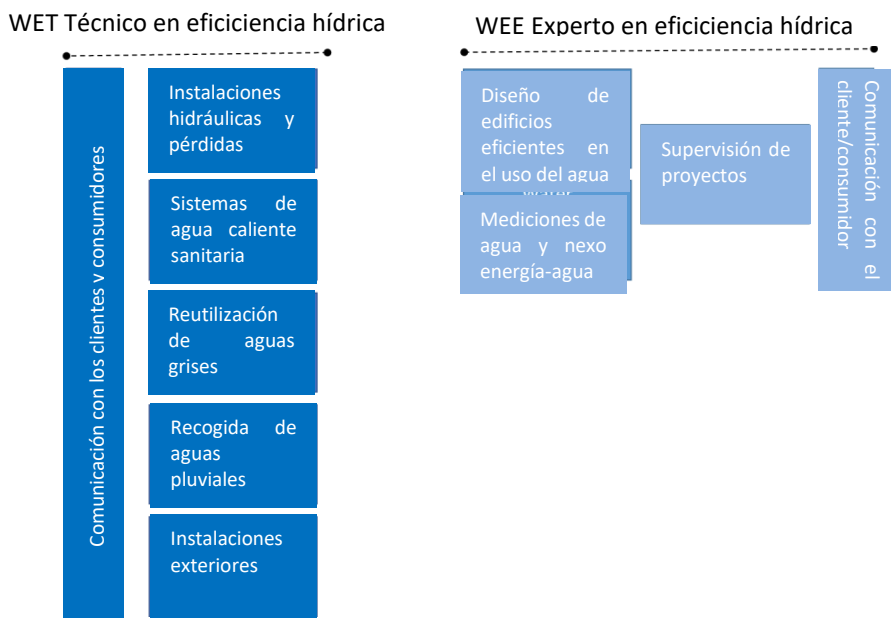 WET Técnico en eficiciencia hídrica
Comunicación con los clientes y consumidores
Instalaciones
hidráulicas y
pérdidas
Sistemas de
agua caliente
sanitaria
Reutilización
de aguas
grises
Recogida de
aguas
pluviales
Instalaciones
exteriores
WEE Experto en eficiciencia hídrica
Diseño de
edificios
eficientes en
el uso del agua
Mediciones de
agua y nexo
energía-agua
Supervisión de
proyectos
Comunicación con el
cliente/consumidor